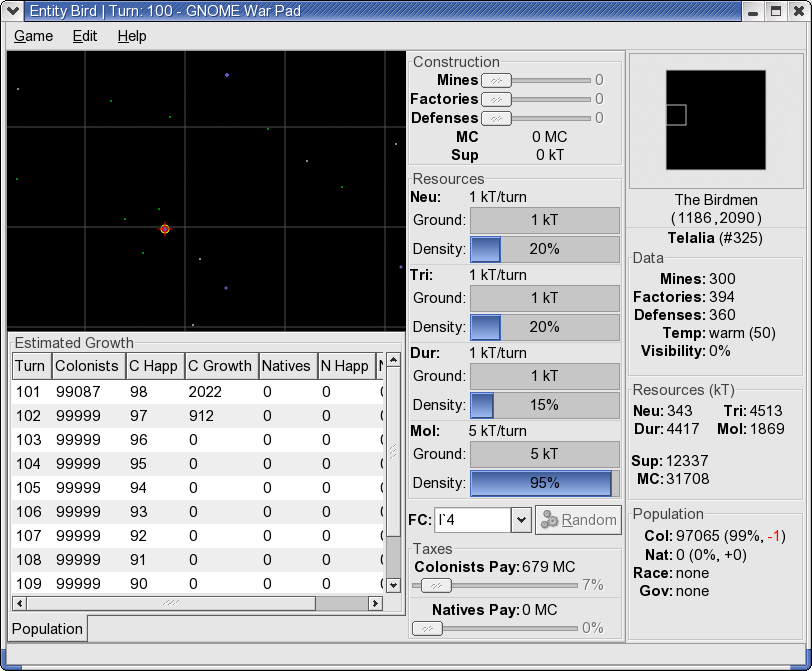 Entity Bird | Turn: 100 - GNOME War Pad
Game Edit Help
Construction
Mines 0
Factories 0
Defenses 0
MC 0 MC
Sup 0 kT
Resources
Neu: 1 kT/turn
Ground: 1 kT
Density: 20%
Tri: 1 kT/turn
Ground: 1 kT
Density: 20%
Dur: 1 kT/turn
Ground: 1 kT
Density: 15%
Mol: 5 kT/turn
Ground: 5 kT
Density: 95%
FC: l`4 Random
Taxes
Colonists Pay: 679 MC
7%
Natives Pay: 0 MC
0%
The Birdmen
(1186,2090)
Telalia (#325)
Data
Mines: 300
Factories: 394
Defenses: 360
Temp: warm (50)
Visibility: 0%
Resources (kT)
Neu: 343 Tri: 4513
Dur: 4417 Mol: 1869
Sup: 12337
MC: 31708
Population
Col: 97065 (99%, -1)
Nat: 0 (0%, +0)
Race: none
Gov: none
Estimated Growth
Turn Colonists C Happ C Growth Natives N Happ
101 99087 98 2022 0 0
102 99999 97 912 0 0
103 99999 96 0 0 0
104 99999 95 0 0 0
105 99999 94 0 0 0
106 99999 93 0 0 0
107 99999 92 0 0 0
108 99999 91 0 0 0
109 99999 90 0 0 0
Population